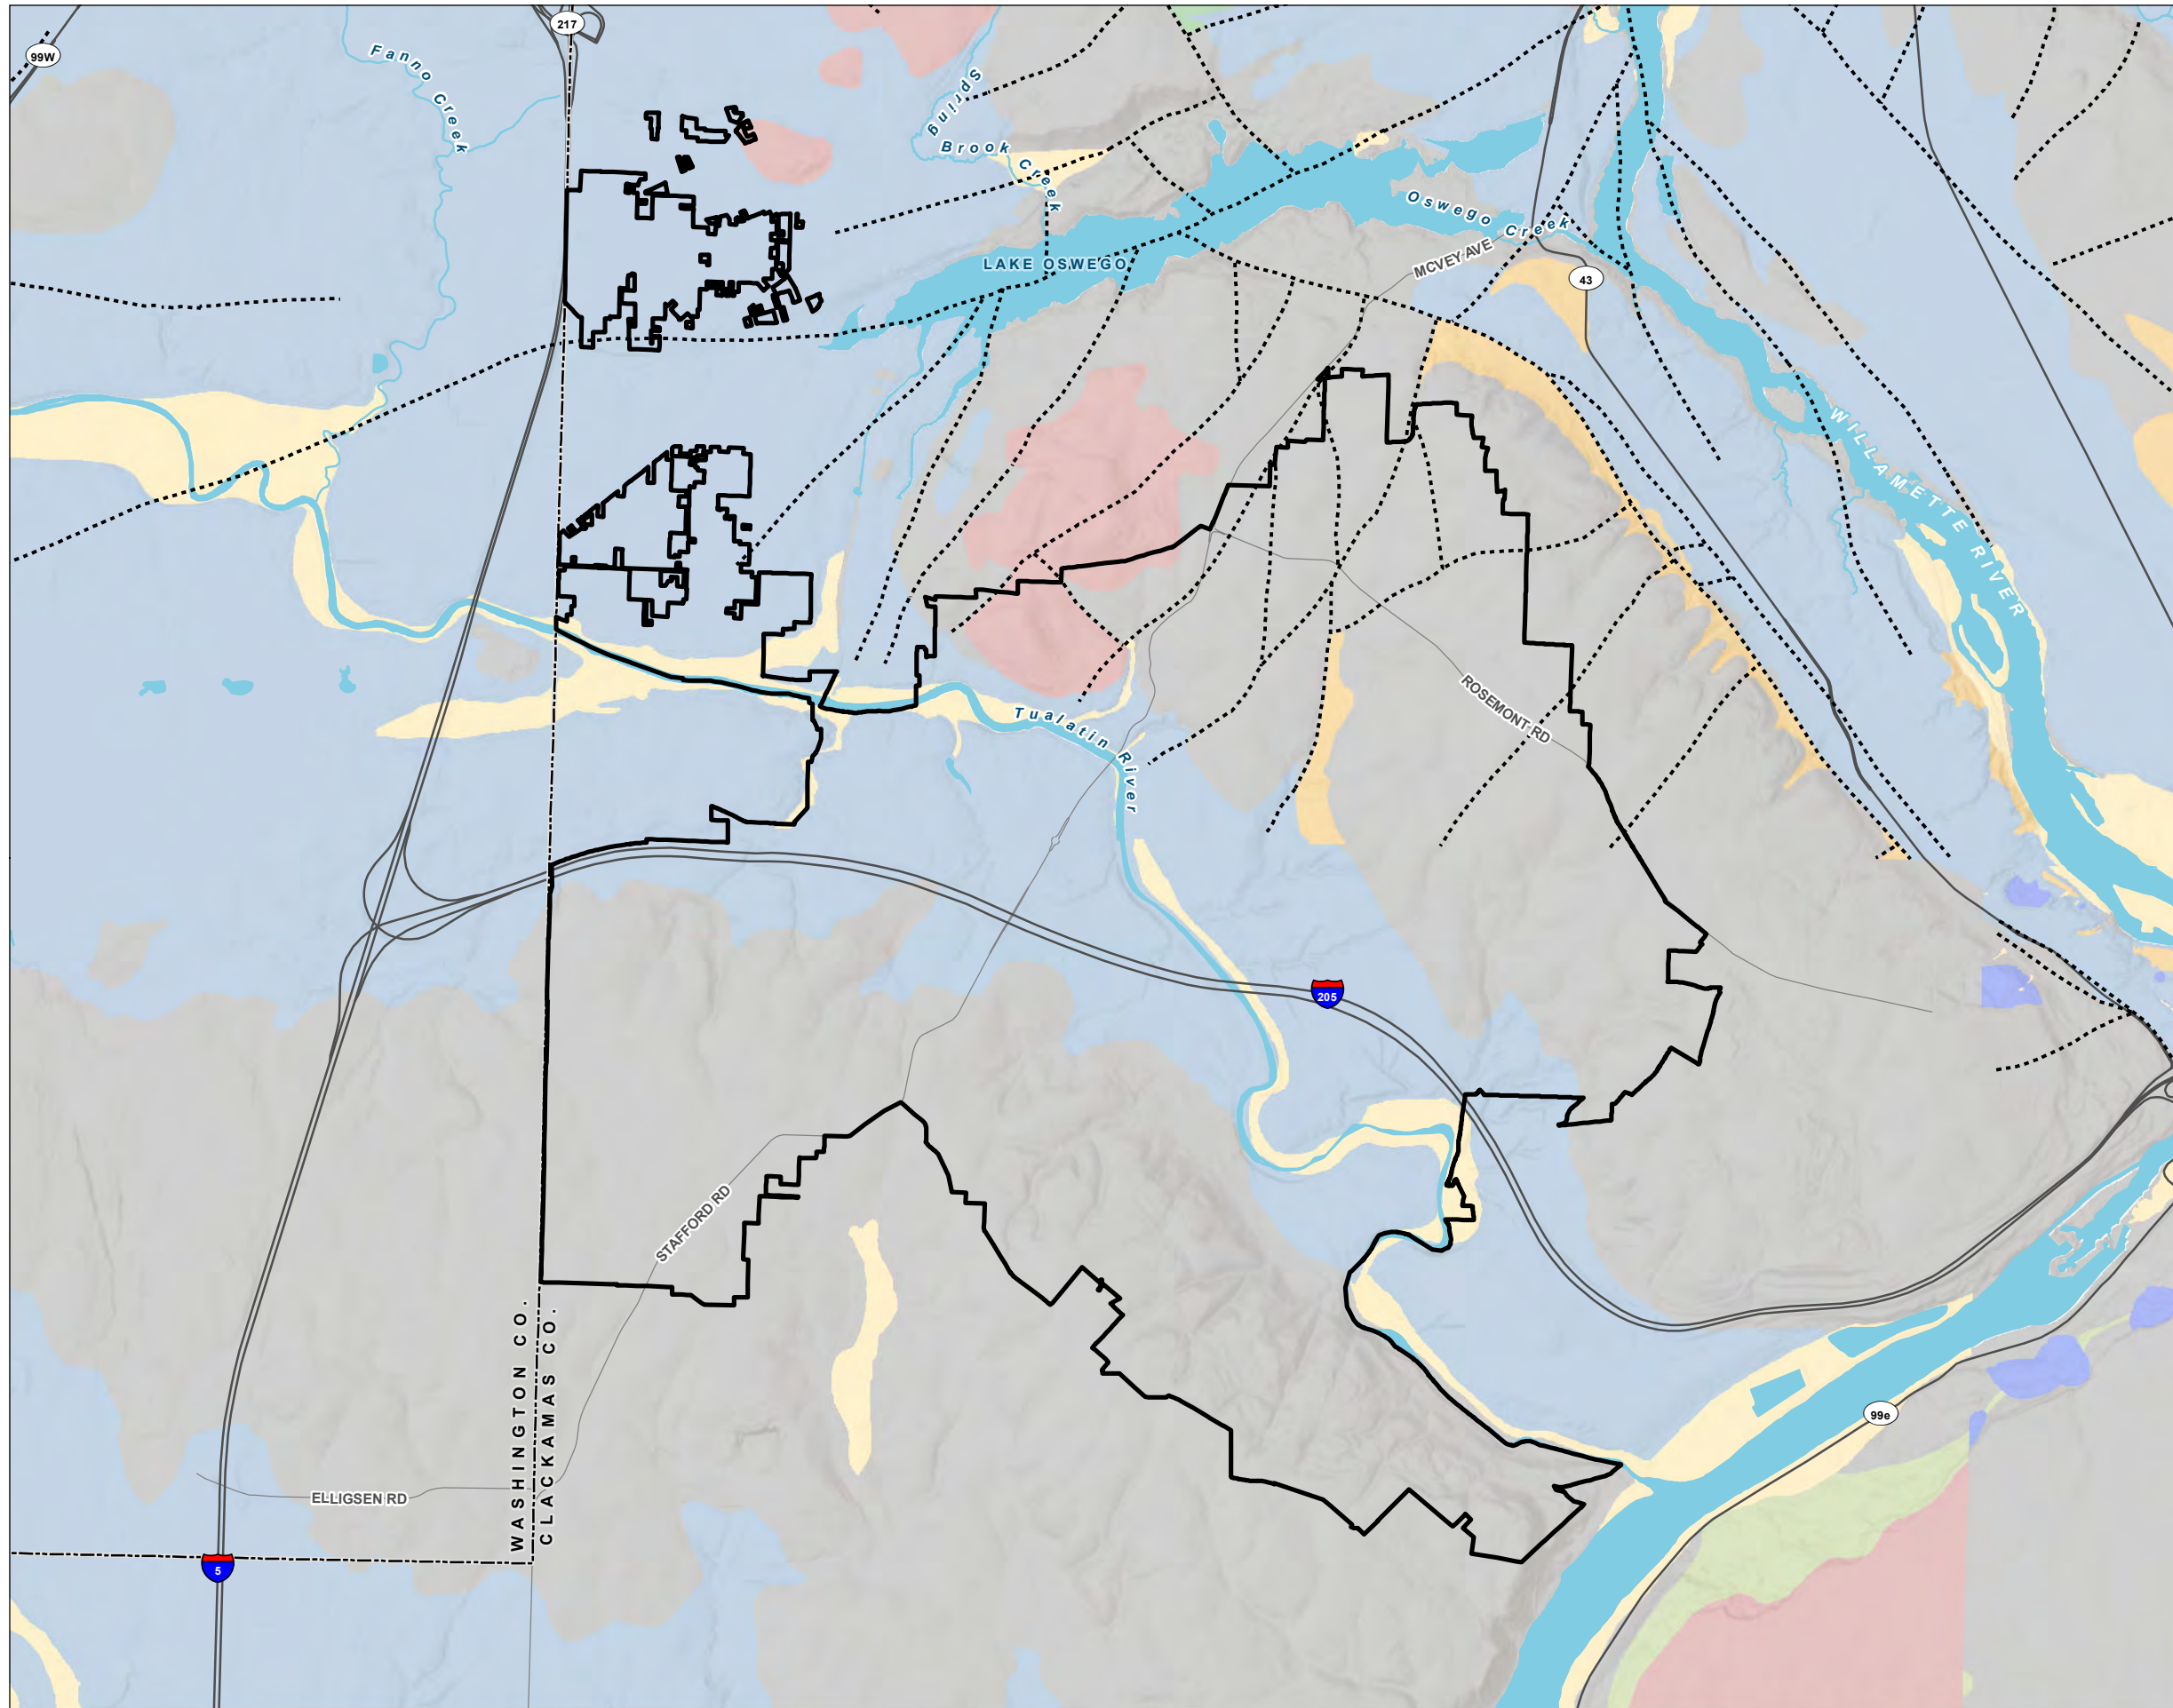 217
99W
Fanno Creek
Spring Brook Creek
Oswego Creek
LAKE OSWEGO
MCVEY AVE
43
WILLAMETTE RIVER
ROSEMONT RD
Tualatin River
205
STAFFORD RD
WASHINGTON CO.
CLACKAMAS CO.
99e
ELLIGSEN RD
5